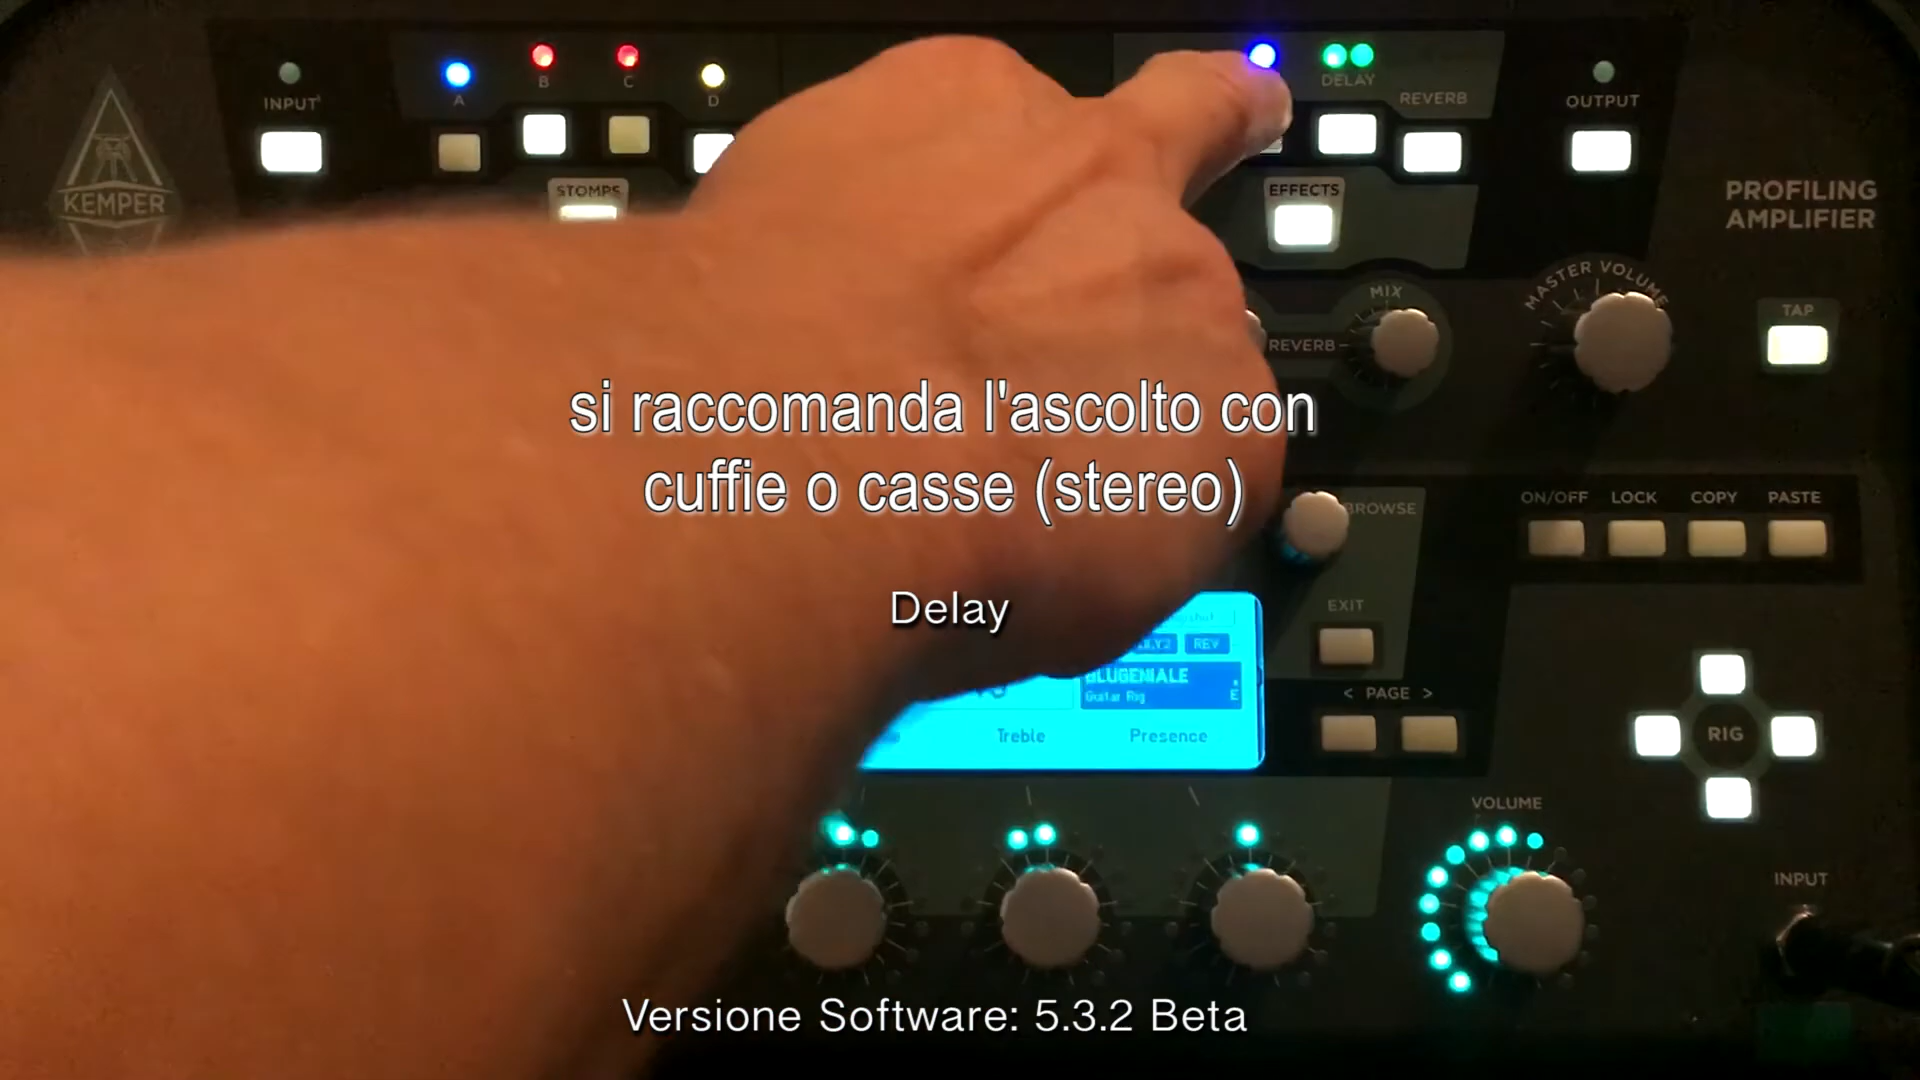 INPUT
A
B
C
D
DELAY
REVERB
OUTPUT
STOMPS
EFFECTS
KEMPER
PROFILING
AMPLIFIER
MIX
MASTER VOLUME
TAP
REVERB
si raccomanda l'ascolto con
cuffie o casse (stereo)
BROWSE
ON/OFF LOCK COPY PASTE
Delay
EXIT
REV
BLUGENIALE
Guitar Rig
E
< PAGE >
Treble
Presence
RIG
VOLUME
INPUT
Versione Software: 5.3.2 Beta